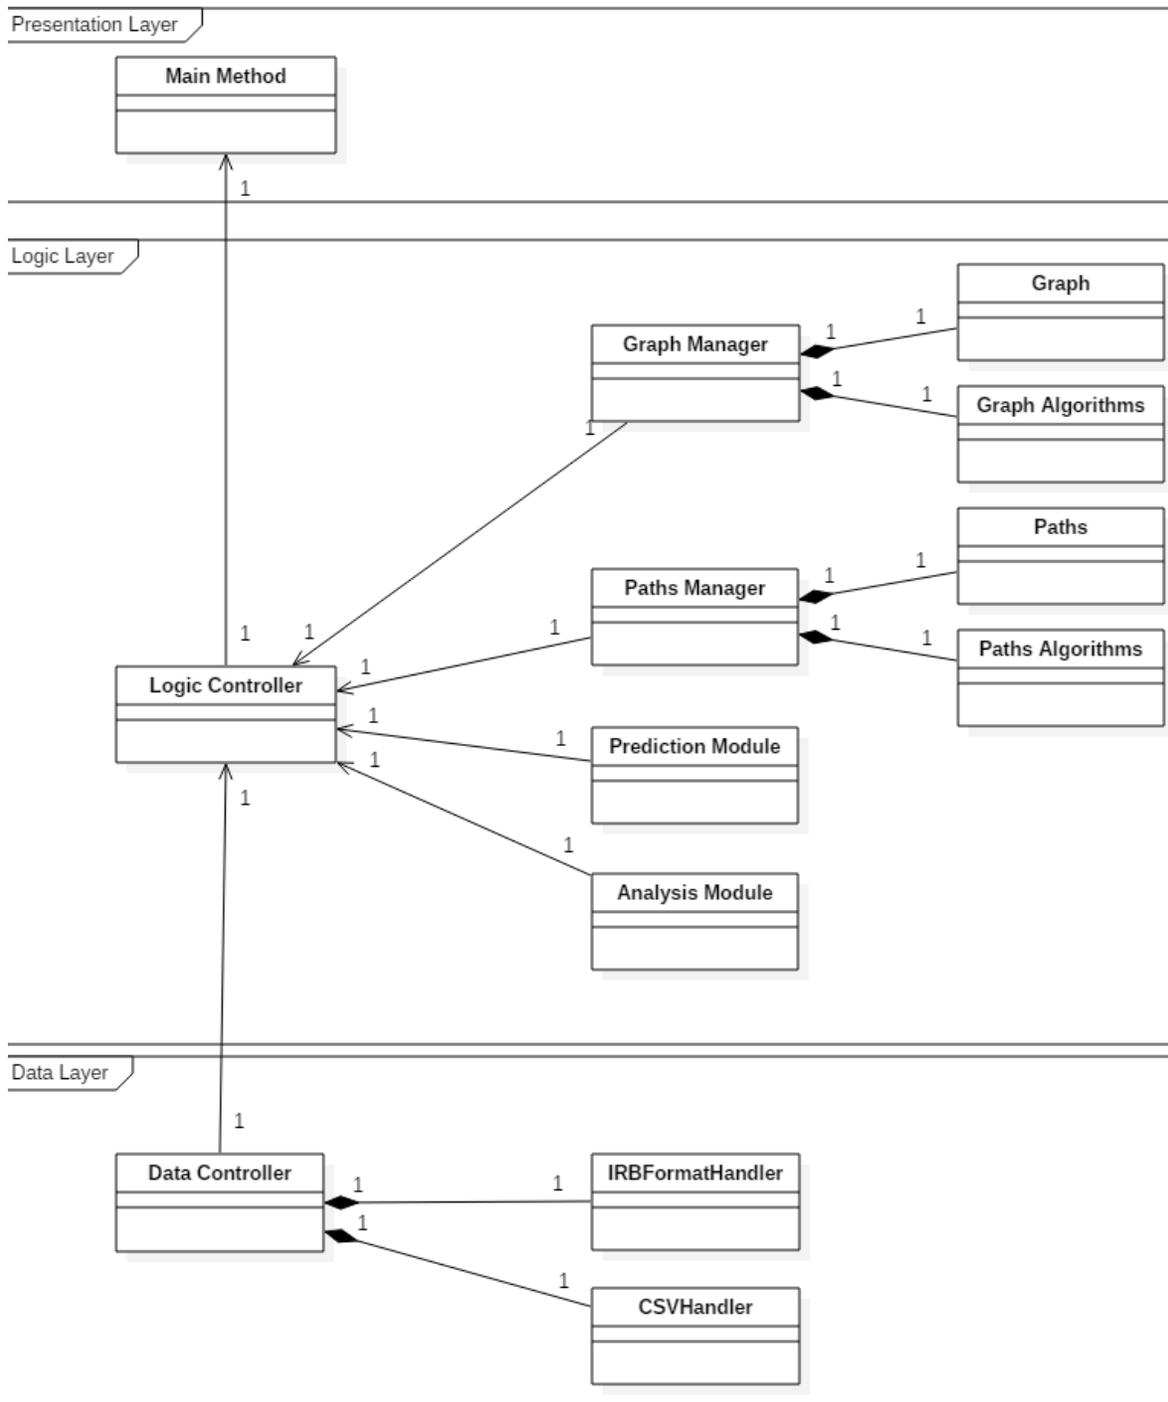 Presentation Layer
Main Method
1
Logic Layer
Graph
1
1
Graph Manager
1
1
Graph Algorithms
1
Paths
1
1
Paths Manager
1
1
1
1
Paths Algorithms
1
1
Logic Controller
1
1
Prediction Module
1
1
1
Analysis Module
Data Layer
1
Data Controller
1
1
IRBFormatHandler
1
1
CSVHandler